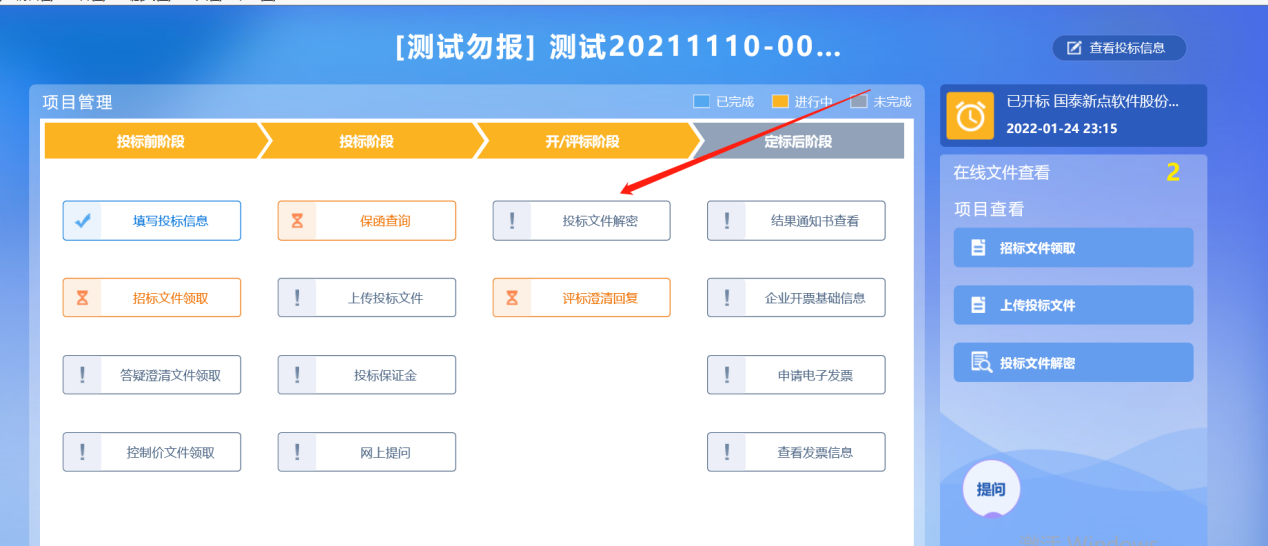 [测试勿报] 测试20211110-00...
查看投标信息
项目管理
已完成 进行中 未完成
投标前阶段 投标阶段 开/评标阶段 定标后阶段
填写投标信息 保函查询 投标文件解密 结果通知书查看
招标文件领取 上传投标文件 评标澄清回复 企业开票基础信息
答疑澄清文件领取 投标保证金 申请电子发票
控制价文件领取 网上提问 查看发票信息
已开标 国泰新点软件股份...
2022-01-24 23:15
在线文件查看 2
项目查看
招标文件领取
上传投标文件
投标文件解密
提问